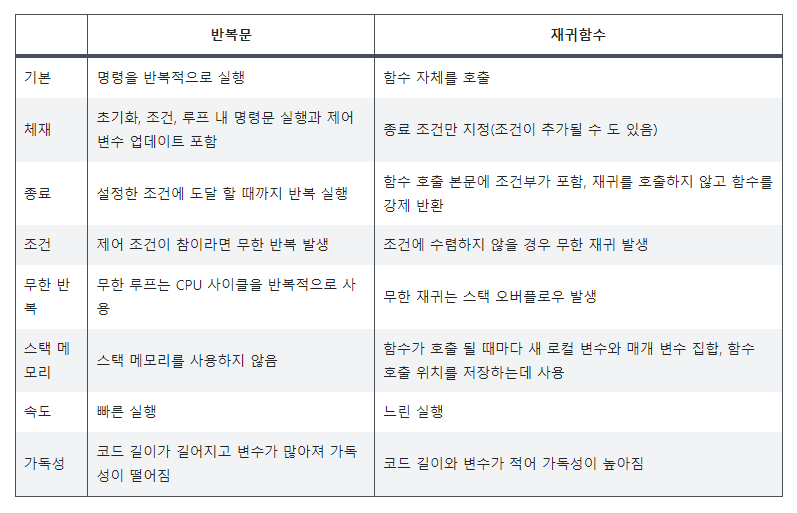 반복문 재귀함수
기본 명령을 반복적으로 실행 함수 자체를 호출
체재 초기화, 조건, 루프 내 명령문 실행과 제어
변수 업데이트 포함 종료 조건만 지정(조건이 추가될 수 도 있음)
종료 설정한 조건에 도달 할 때까지 반복 실행 함수 호출 본문에 조건부가 포함, 재귀를 호출하지 않고 함수를
강제 반환
조건 제어 조건이 참이라면 무한 반복 발생 조건에 수렴하지 않을 경우 무한 재귀 발생
무한 반
복 무한 루프는 CPU 사이클을 반복적으로 사
용 무한 재귀는 스택 오버플로우 발생
스택 메
모리 스택 메모리를 사용하지 않음 함수가 호출 될 때마다 새 로컬 변수와 매개 변수 집합, 함수
호출 위치를 저장하는데 사용
속도 빠른 실행 느린 실행
가독성 코드 길이가 길어지고 변수가 많아져 가독
성이 떨어짐 코드 길이와 변수가 적어 가독성이 높아짐